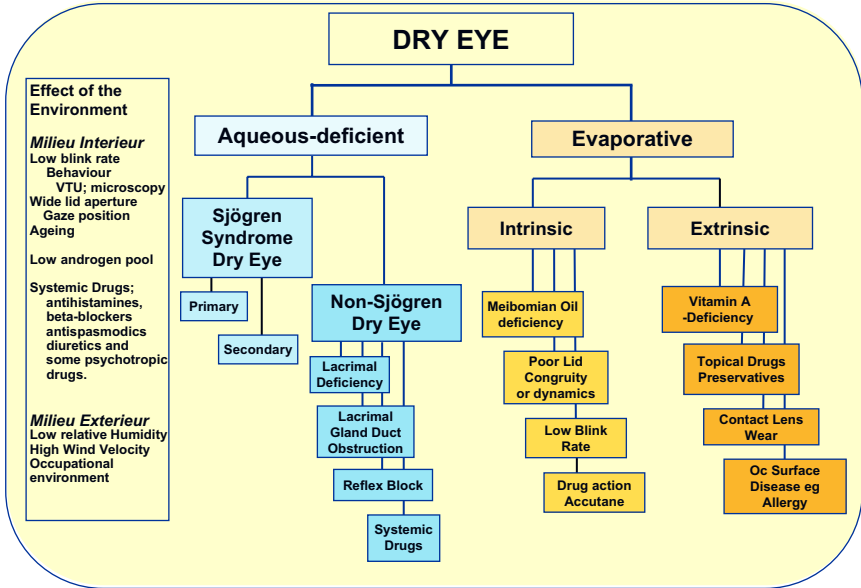 DRY EYE
Effect of the
Environment
Milieu Interieur
Low blink rate
Behaviour
VTU; microscopy
Wide lid aperture
Gaze position
Ageing
Low androgen pool
Systemic Drugs;
antihistamines,
beta-blockers
antispasmodics
diuretics and
some psychotropic
drugs.
Milieu Exterieur
Low relative Humidity
High Wind Velocity
Occupational
environment
Aqueous-deficient
Sjögren
Syndrome
Dry Eye
Primary
Secondary
Non-Sjögren
Dry Eye
Lacrimal
Deficiency
Lacrimal
Gland Duct
Obstruction
Reflex Block
Systemic
Drugs
Evaporative
Intrinsic
Meibomian Oil
deficiency
Poor Lid
Congruity
or dynamics
Low Blink
Rate
Drug action
Accutane
Extrinsic
Vitamin A
-Deficiency
Topical Drugs
Preservatives
Contact Lens
Wear
Oc Surface
Disease eg
Allergy